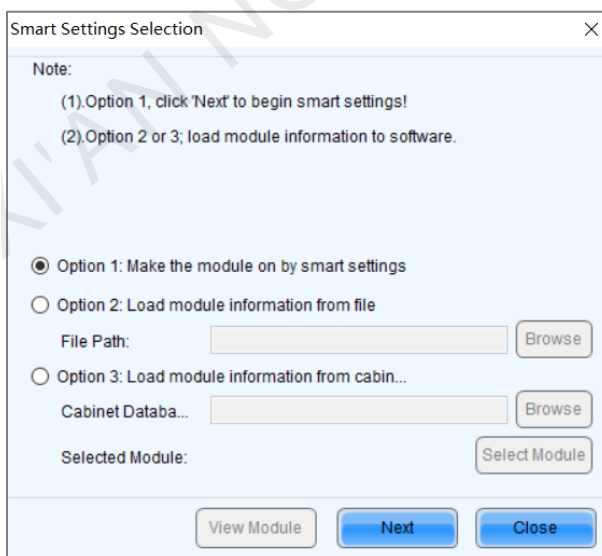 Smart Settings Selection
Note:
(1).Option 1, click 'Next' to begin smart settings!
(2).Option 2 or 3; load module information to software.
Option 1: Make the module on by smart settings
Option 2: Load module information from file
File Path:
Browse
Option 3: Load module information from cabin...
Cabinet Databa...
Browse
Selected Module:
Select Module
View Module
Next
Close
XI'AN